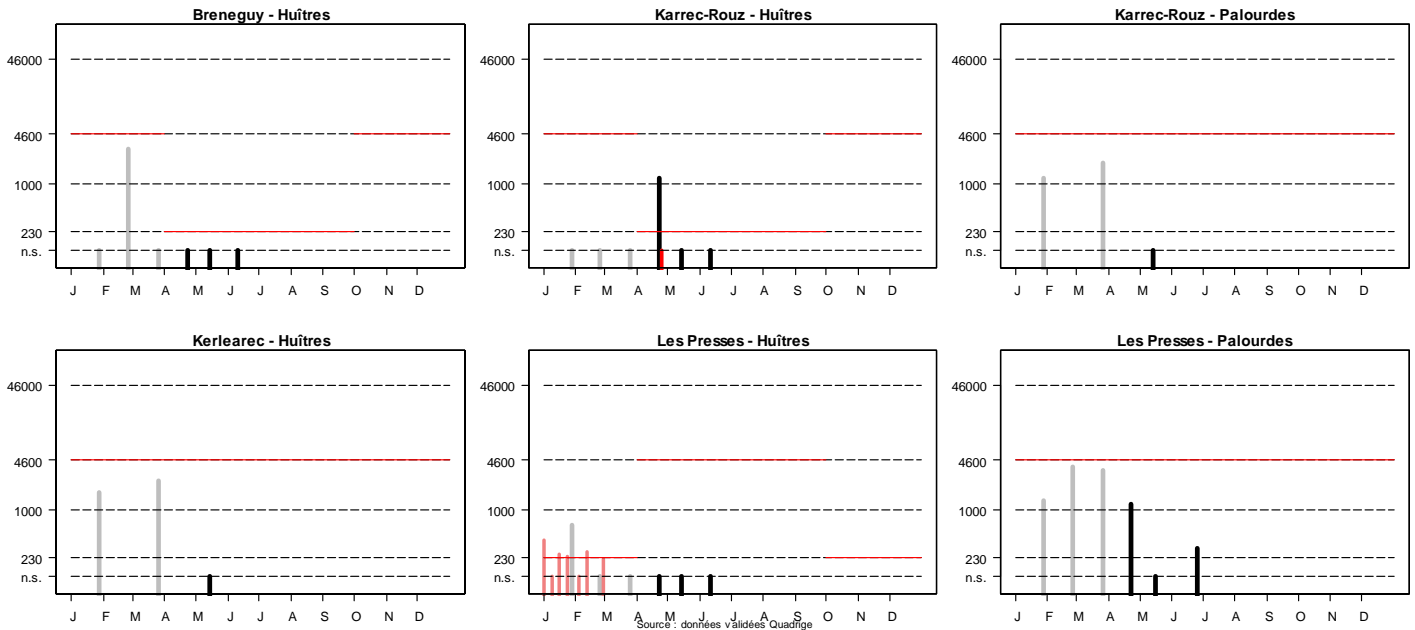 Breneguy - Huîtres
46000
4600
1000
230
n.s.
J F M A M J J A S O N D
Karrec-Rouz - Huîtres
46000
4600
1000
230
n.s.
J F M A M J J A S O N D
Karrec-Rouz - Palourdes
46000
4600
1000
230
n.s.
J F M A M J J A S O N D
Kerlearec - Huîtres
46000
4600
1000
230
n.s.
J F M A M J J A S O N D
Les Presses - Huîtres
46000
4600
1000
230
n.s.
J F M A M J J A S O N D
Les Presses - Palourdes
46000
4600
1000
230
n.s.
J F M A M J J A S O N D
Source : données validées Quadrige